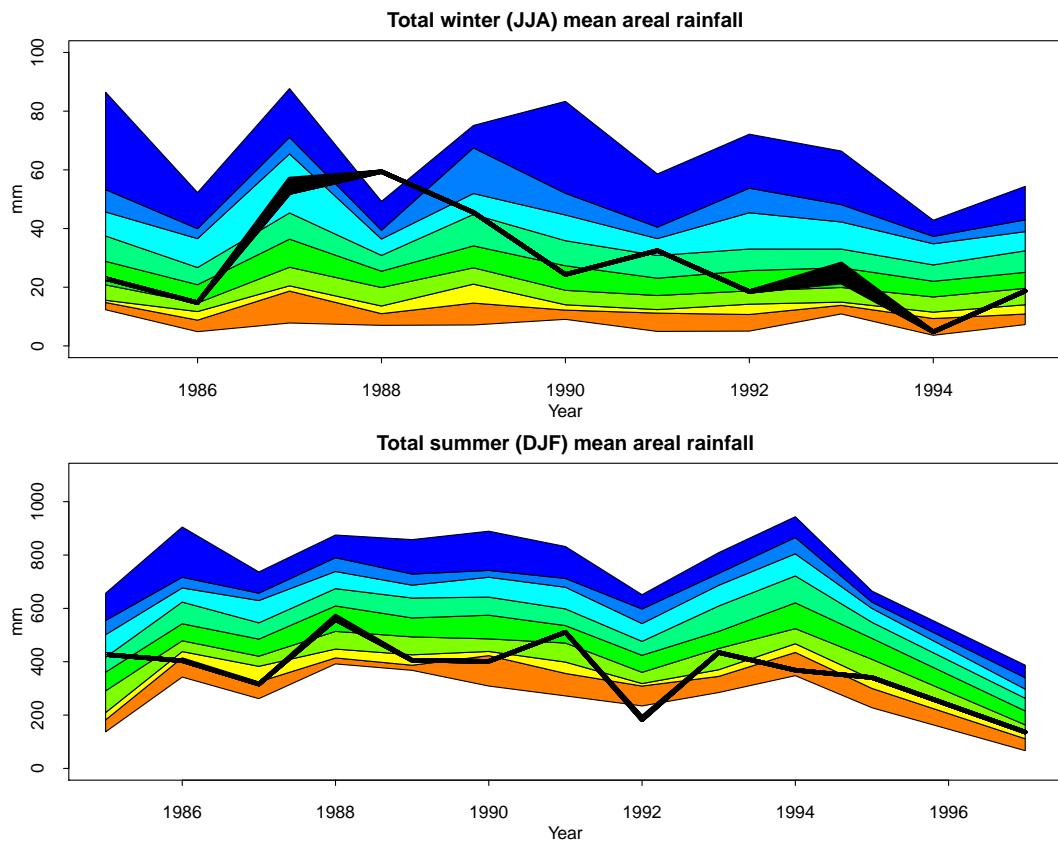 Total winter (JJA) mean areal rainfall
100
80
60
40
20
0
mm
1986 1988 1990 1992 1994
Year
Total summer (DJF) mean areal rainfall
1000
800
600
400
200
0
mm
1986 1988 1990 1992 1994 1996
Year